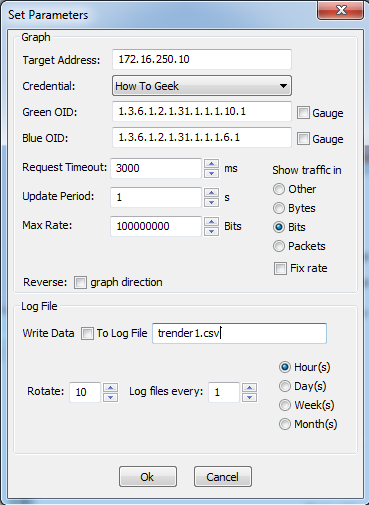 Set Parameters
Graph
Target Address: 172.16.250.10
Credential: How To Geek
Green OID: 1.3.6.1.2.1.31.1.1.1.10.1 Gauge
Blue OID: 1.3.6.1.2.1.31.1.1.1.6.1 Gauge
Request Timeout: 3000 ms
Show traffic in
Other
Update Period: 1 s
Bytes
Max Rate: 100000000 Bits
Bits
Packets
Fix rate
Reverse: graph direction
Log File
Write Data To Log File trender1.csv
Hour(s)
Rotate: 10 Log files every: 1
Day(s)
Week(s)
Month(s)
Ok Cancel